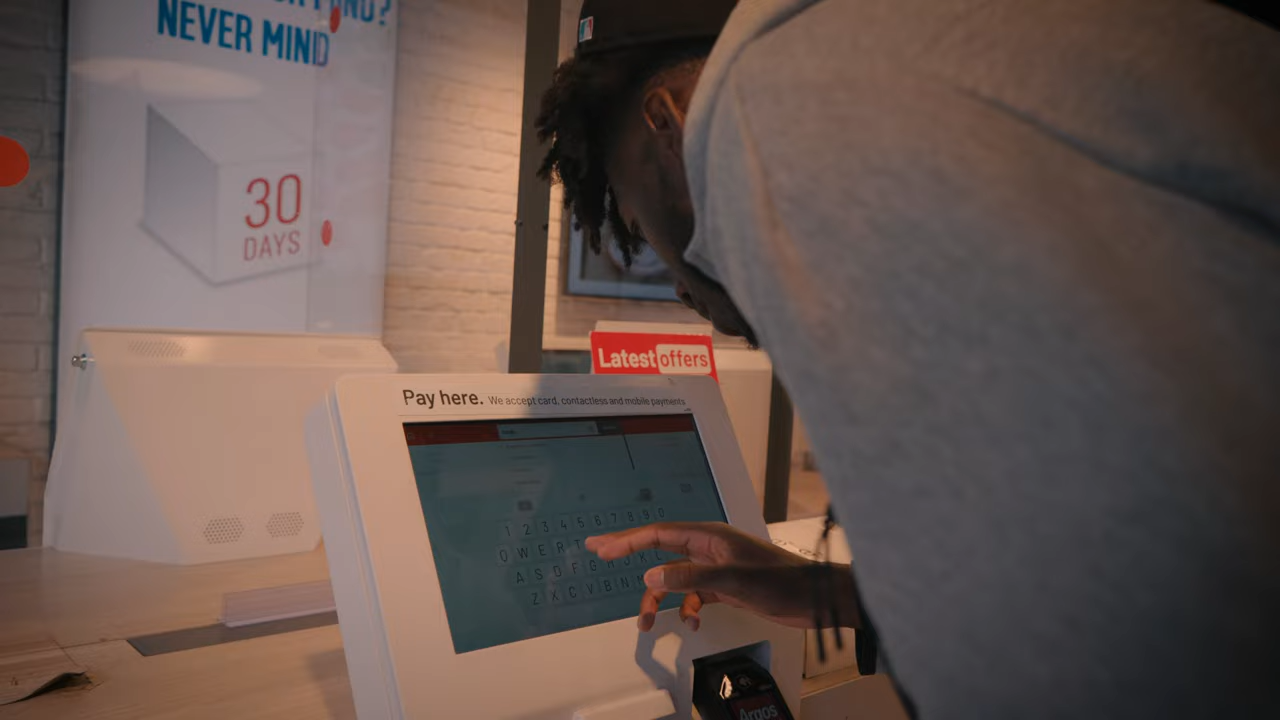 MIND?
NEVER MIND
30
DAYS
Latest offers
Pay here. We accept card, contactless and mobile payments
1 2 3 4 5 6 7 8 9 0
Q W E R T
A S D F G H J K L
Z X C V B N M
Argos